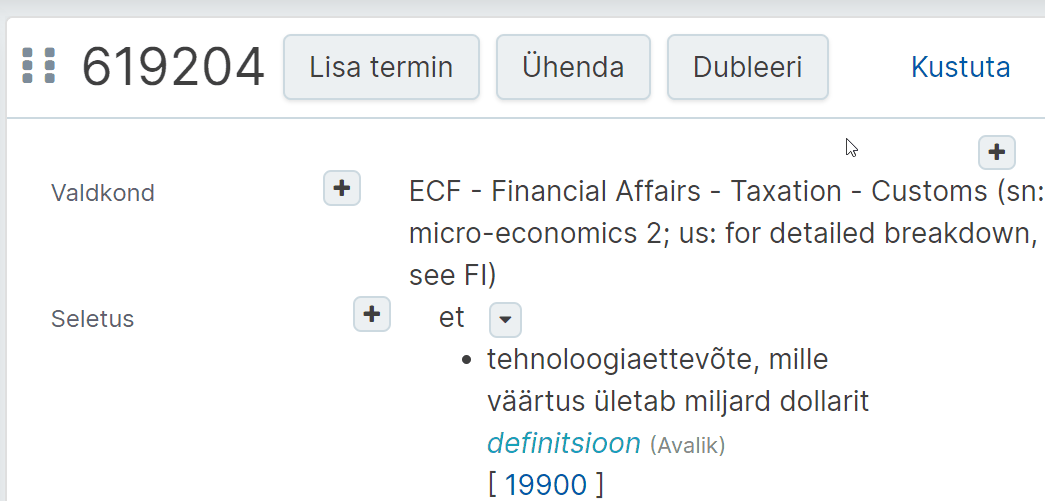 619204 Lisa termin Ühenda Dubleeri Kustuta
Valdkond ECF - Financial Affairs - Taxation - Customs (sn:
micro-economics 2; us: for detailed breakdown,
see FI)
Seletus et
• tehnoloogiaettevõte, mille
väärtus ületab miljard dollarit
definitsioon (Avalik)
[ 19900 ]